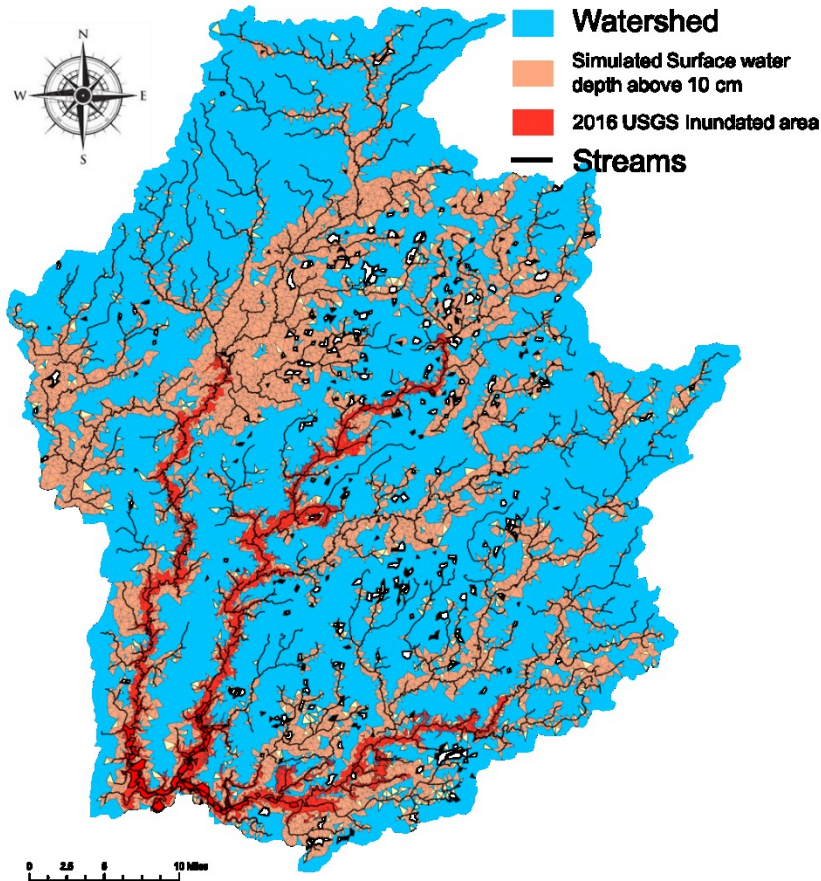 N
W E
S
Watershed
Simulated Surface water
depth above 10 cm
2016 USGS Inundated area
Streams
0 2.5 5 10 Miles